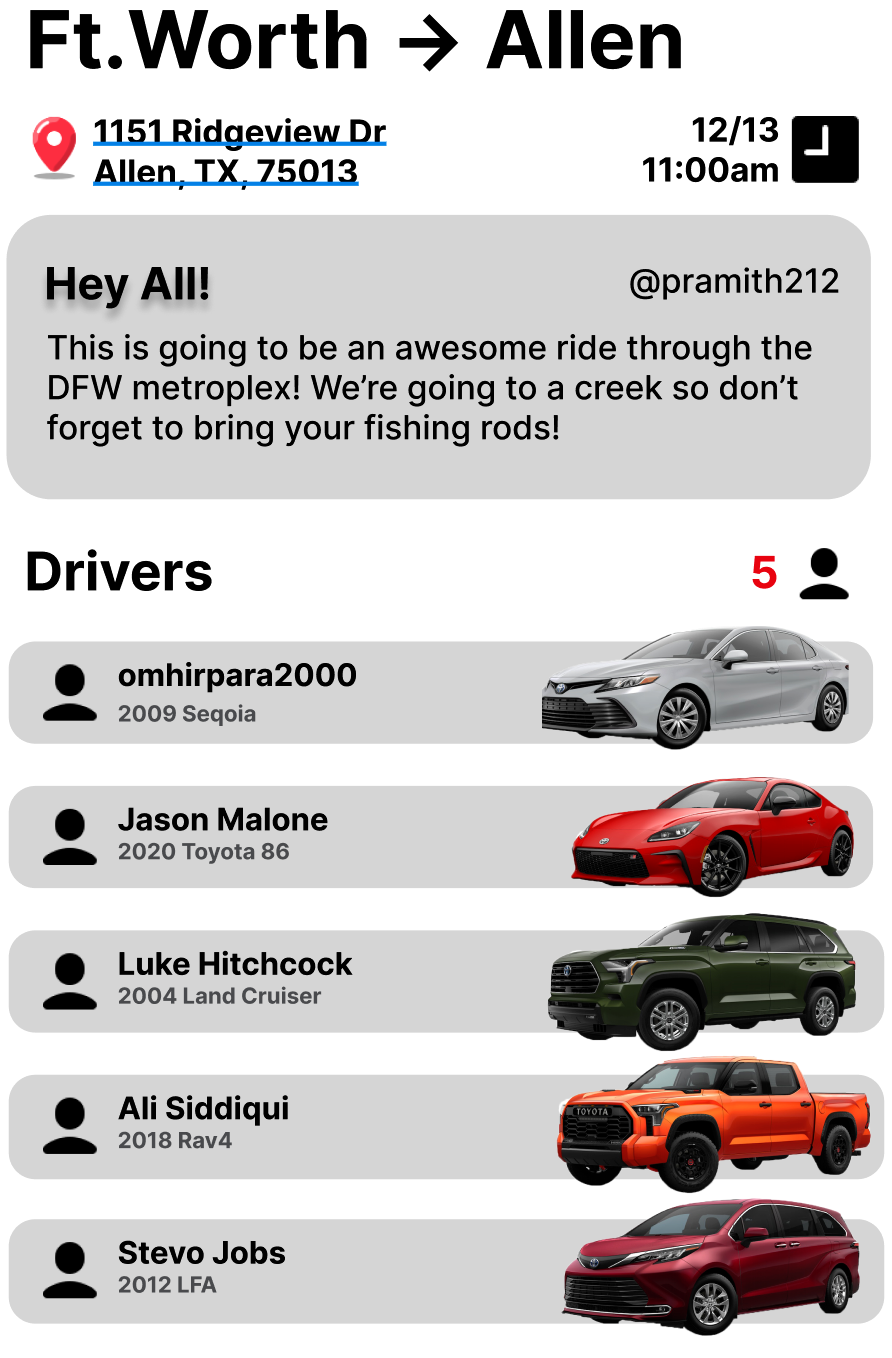 Ft.Worth → Allen
1151 Ridgeview Dr
Allen, TX, 75013
12/13
11:00am
Hey All!
@pramith212
This is going to be an awesome ride through the
DFW metroplex! We’re going to a creek so don’t
forget to bring your fishing rods!
Drivers
5
omhirpara2000
2009 Seqoia
Jason Malone
2020 Toyota 86
Luke Hitchcock
2004 Land Cruiser
Ali Siddiqui
2018 Rav4
TOYOTA
Stevo Jobs
2012 LFA